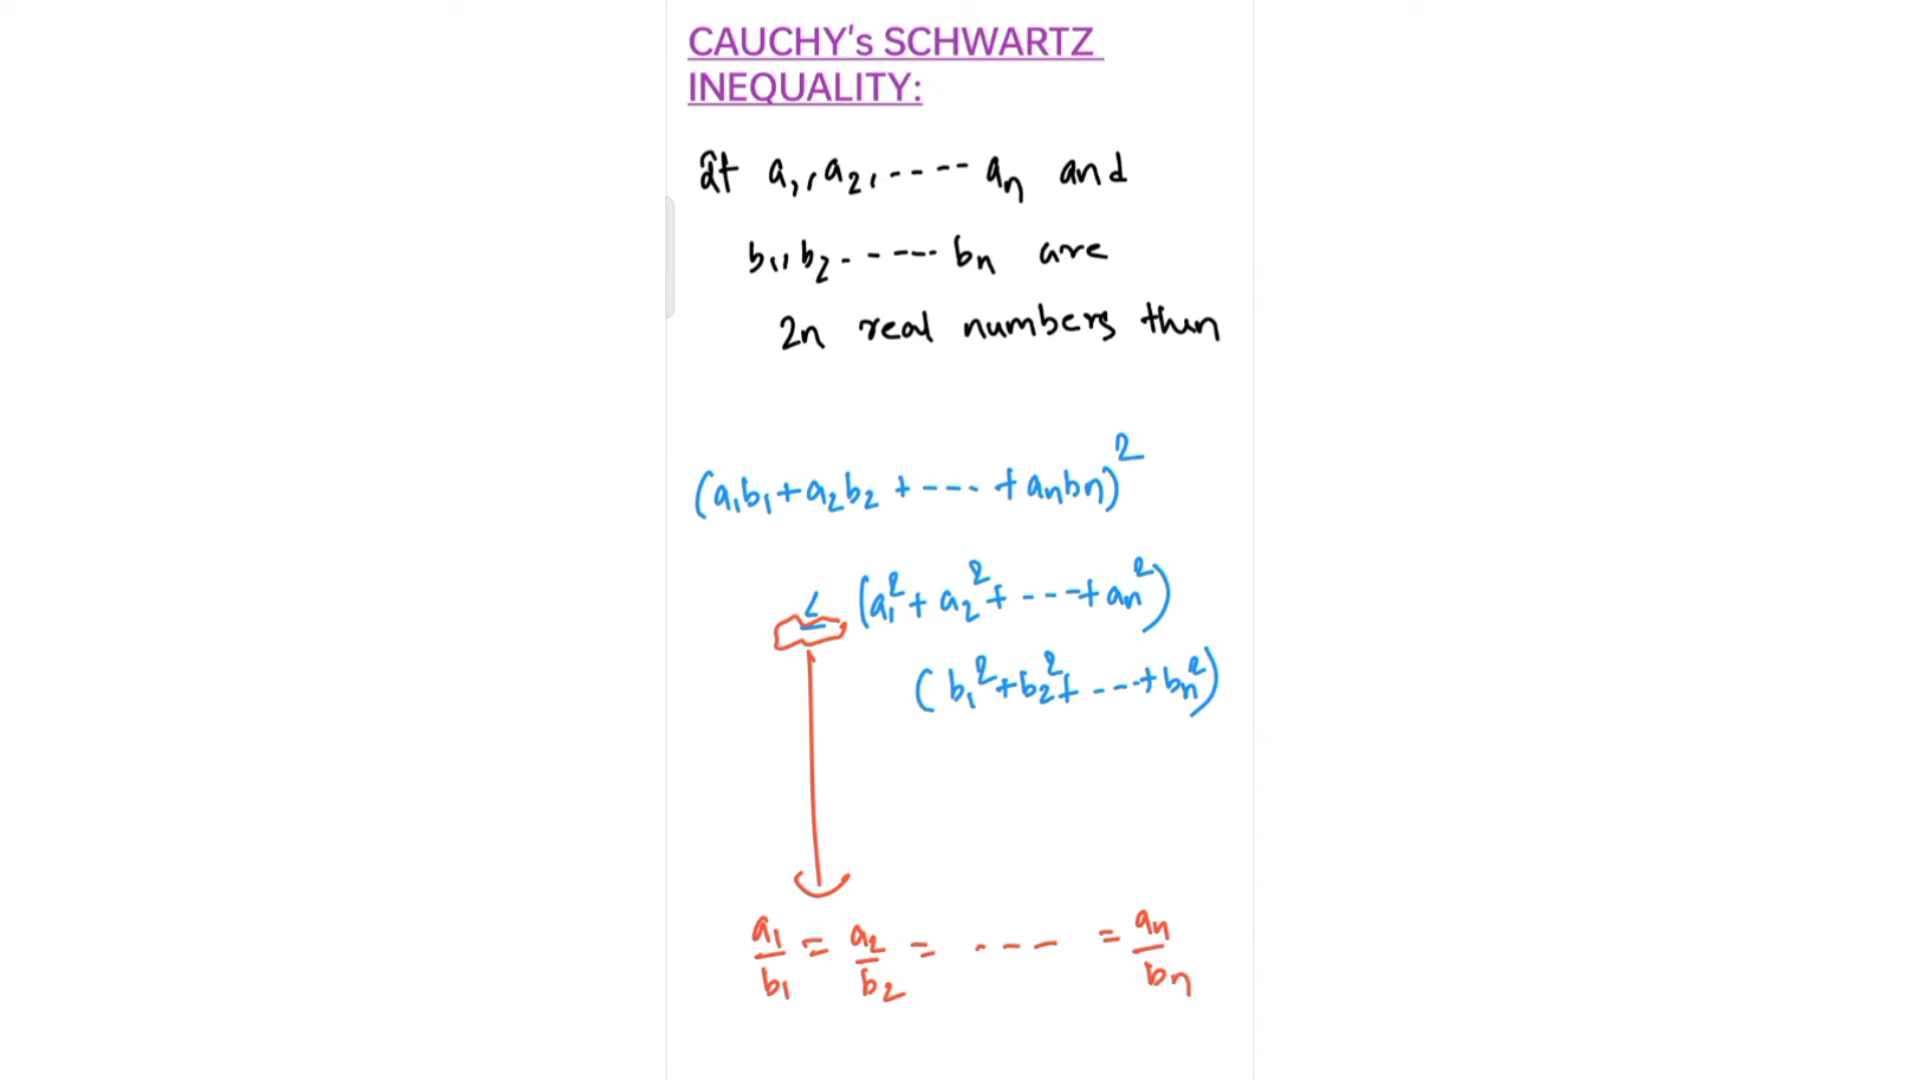 CAUCHY's SCHWARTZ
INEQUALITY:
at a₁, a₂, ----- aₙ and
b₁, b₂ - ----- bₙ are
2n real numbers then
(a₁b₁+a₂b₂ + ---- + aₙbₙ)²
≤ (a₁²+ a₂²+ ----+ aₙ²)
(b₁²+b₂²+ ----+ bₙ²)
a₁/b₁ = a₂/b₂ = --- = aₙ/bₙ